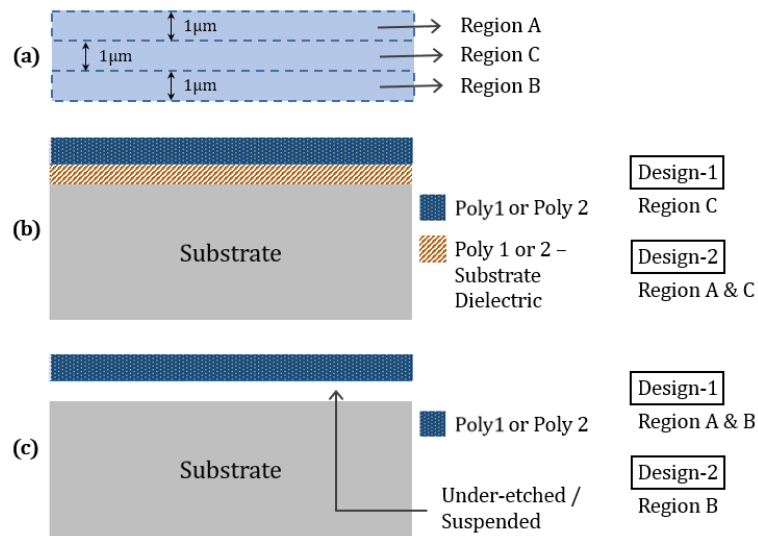 1μm
Region A
(a)
1μm
Region C
1μm
Region B
Design-1
Region C
Poly1 or Poly 2
(b)
Substrate
Poly 1 or 2 –
Substrate
Dielectric
Design-2
Region A & C
Design-1
Region A & B
Poly1 or Poly 2
(c)
Substrate
Design-2
Region B
Under-etched /
Suspended